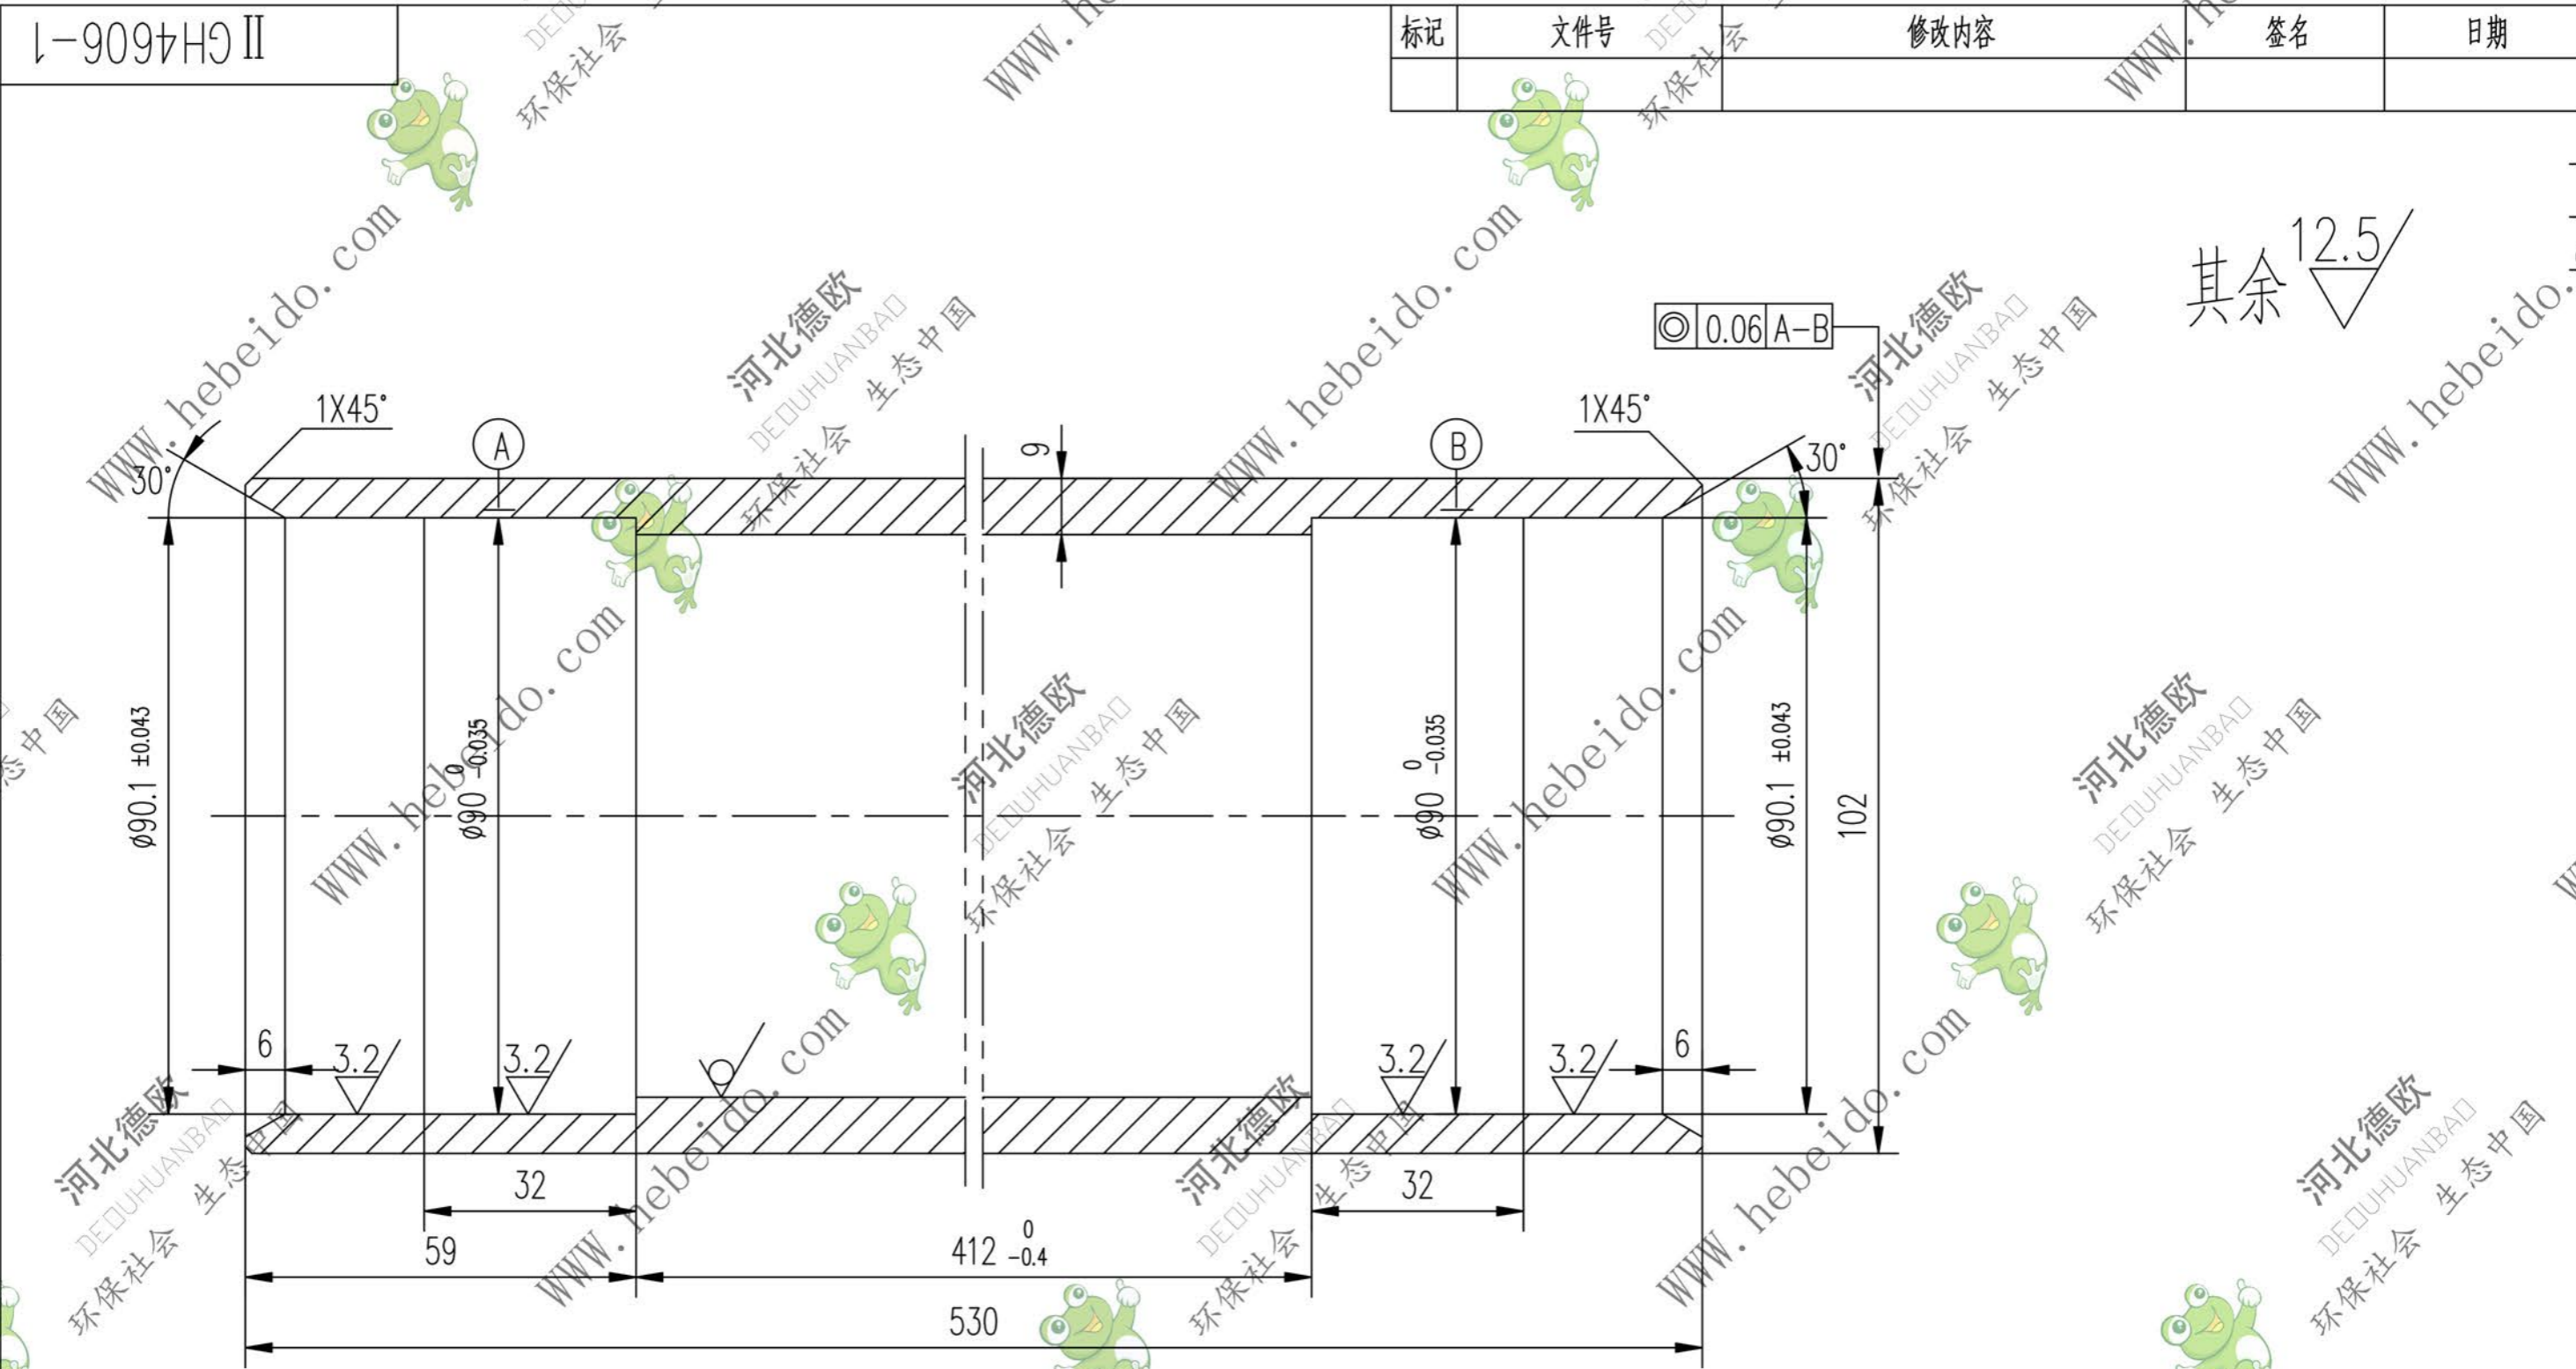 ⅡGH4606-1
标记 文件号 修改内容 签名 日期
其余 12.5
◎ 0.06 A-B
1X45°
30°
A
9
B
1X45°
30°
ø90.1 ±0.043
ø90 0 -0.035
ø90 0 -0.035
ø90.1 ±0.043
102
6
3.2
3.2
3.2
3.2
6
32
32
59
412 0 -0.4
530
WWW.hebeido.com
河北德欧
DEOUHUANBAO
环保社会 生态中国